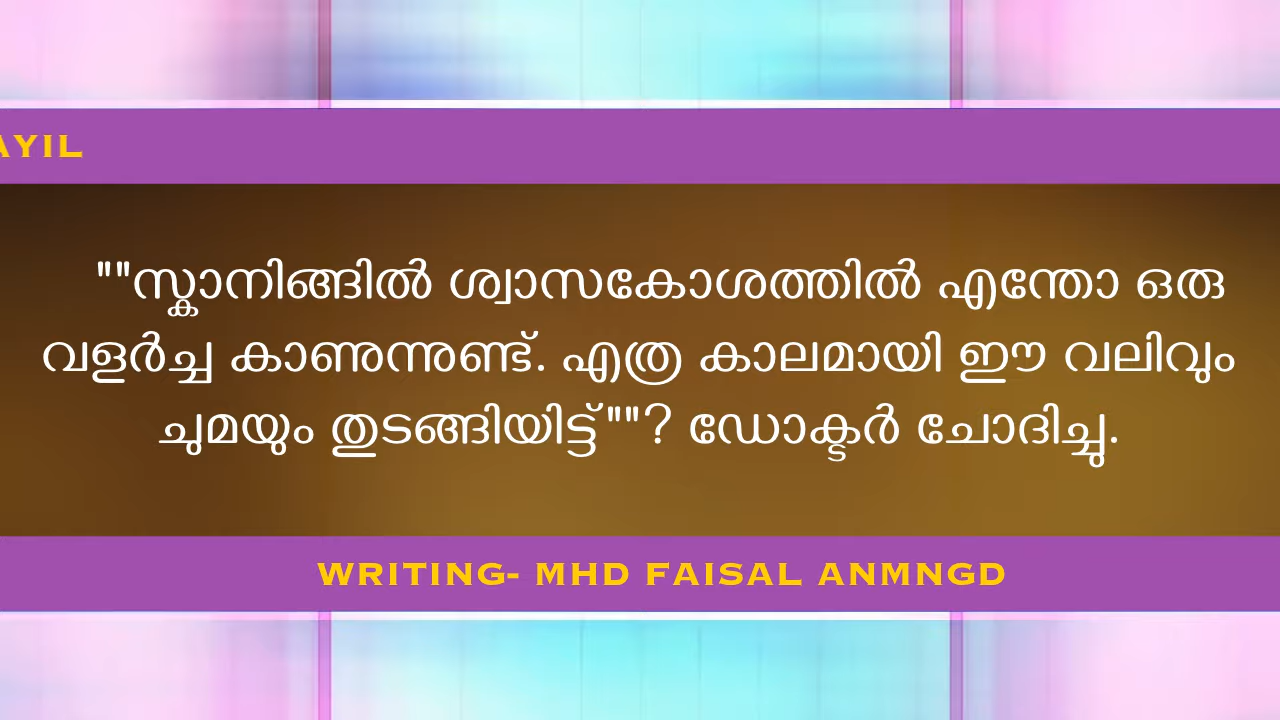 AYIL
""സ്കാനിങ്ങിൽ ശ്വാസകോശത്തിൽ എന്തോ ഒരു
വളർച്ച കാണുന്നുണ്ട്. എത്ര കാലമായി ഈ വലിവും
ചുമയും തുടങ്ങിയിട്ട്""? ഡോക്ടർ ചോദിച്ചു.
WRITING- MHD FAISAL ANMNGD